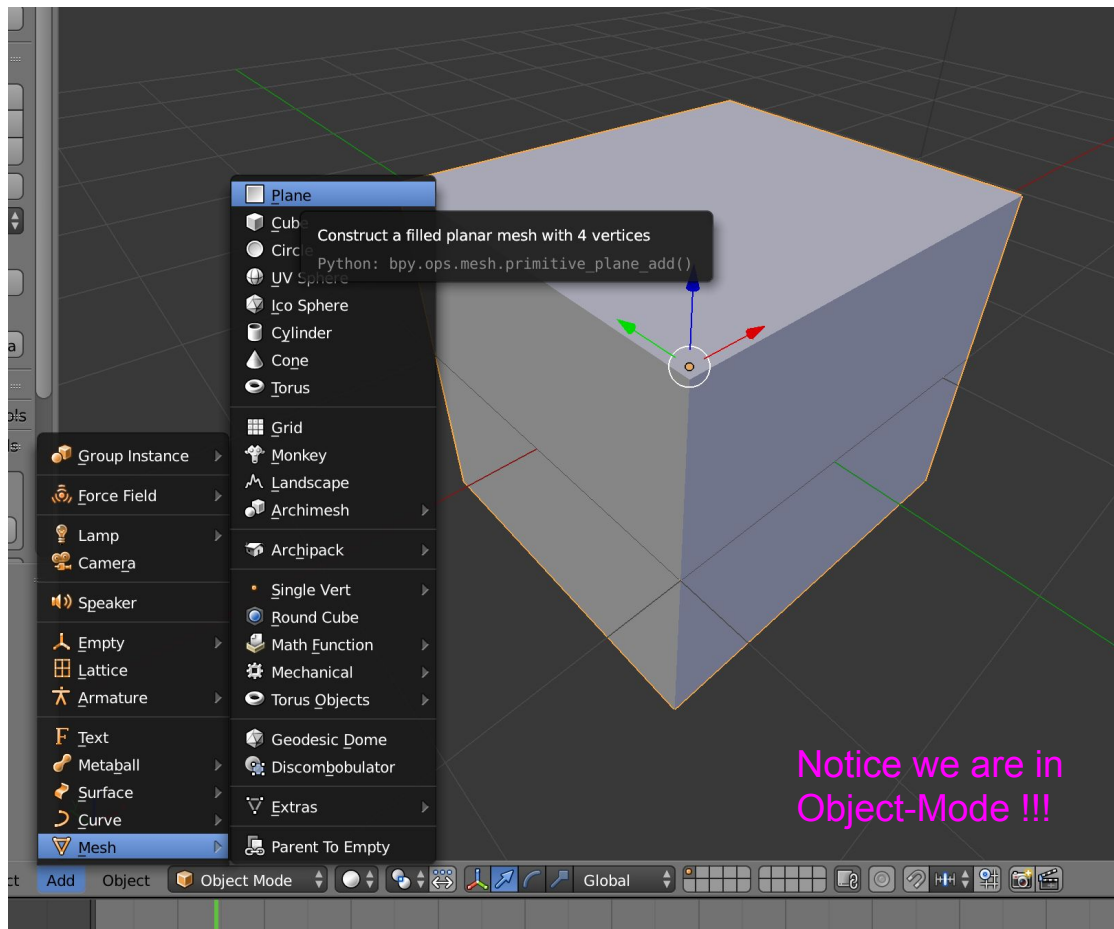 Plane
Cube
Construct a filled planar mesh with 4 vertices
Circle
Python: bpy.ops.mesh.primitive_plane_add()
UV Sphere
Ico Sphere
Cylinder
Cone
Torus
Grid
Monkey
Landscape
Archimesh
Archipack
Single Vert
Round Cube
Math Function
Mechanical
Torus Objects
Geodesic Dome
Discombobulator
Extras
Parent To Empty
Group Instance
Force Field
Lamp
Camera
Speaker
Empty
Lattice
Armature
Text
Metaball
Surface
Curve
Mesh
Notice we are in
Object-Mode !!!
Add Object Object Mode Global